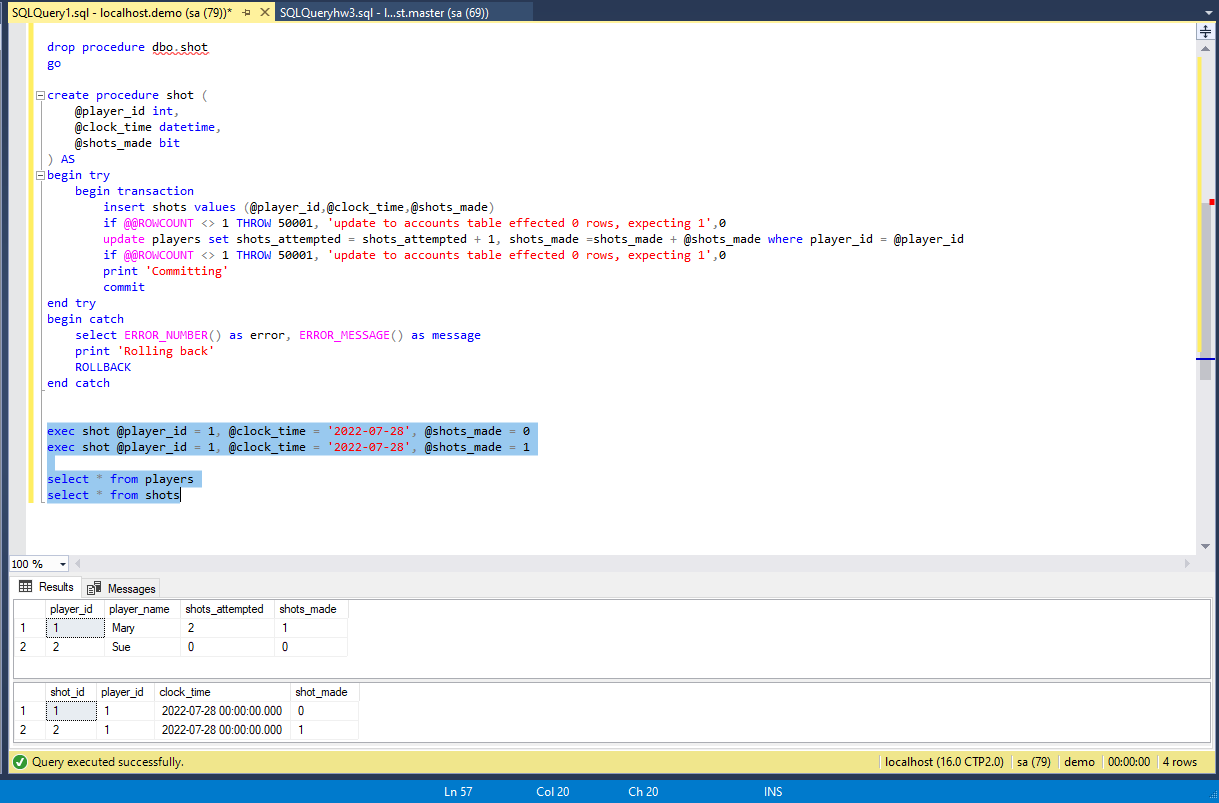 SQLQuery1.sql - localhost.demo (sa (79))* SQLQueryhw3.sql - l...st.master (sa (69))
drop procedure dbo.shot
go
create procedure shot (
@player_id int,
@clock_time datetime,
@shots_made bit
) AS
begin try
begin transaction
insert shots values (@player_id,@clock_time,@shots_made)
if @@ROWCOUNT <> 1 THROW 50001, 'update to accounts table effected 0 rows, expecting 1',0
update players set shots_attempted = shots_attempted + 1, shots_made =shots_made + @shots_made where player_id = @player_id
if @@ROWCOUNT <> 1 THROW 50001, 'update to accounts table effected 0 rows, expecting 1',0
print 'Committing'
commit
end try
begin catch
select ERROR_NUMBER() as error, ERROR_MESSAGE() as message
print 'Rolling back'
ROLLBACK
end catch
exec shot @player_id = 1, @clock_time = '2022-07-28', @shots_made = 0
exec shot @player_id = 1, @clock_time = '2022-07-28', @shots_made = 1
select * from players
select * from shots
100 %
Results Messages
player_id player_name shots_attempted shots_made
1 1 Mary 2 1
2 2 Sue 0 0
shot_id player_id clock_time shot_made
1 1 1 2022-07-28 00:00:00.000 0
2 2 1 2022-07-28 00:00:00.000 1
Query executed successfully. localhost (16.0 CTP2.0) sa (79) demo 00:00:00 4 rows
Ln 57 Col 20 Ch 20 INS